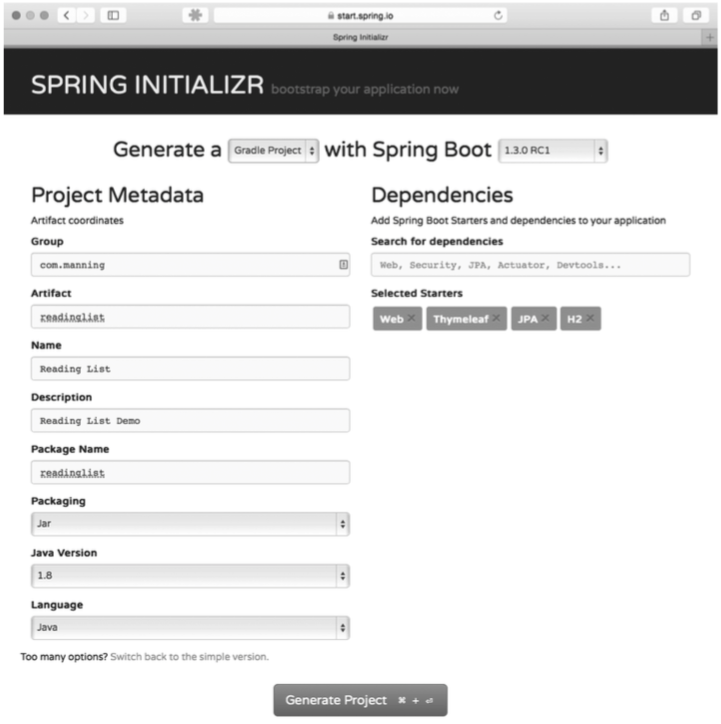 start.spring.io
Spring Initializr
SPRING INITIALIZR bootstrap your application now
Generate a Gradle Project with Spring Boot 1.3.0 RC1
Project Metadata
Artifact coordinates
Group
com.manning
Artifact
readinglist
Name
Reading List
Description
Reading List Demo
Package Name
readinglist
Packaging
Jar
Java Version
1.8
Language
Java
Too many options? Switch back to the simple version.
Dependencies
Add Spring Boot Starters and dependencies to your application
Search for dependencies
Web, Security, JPA, Actuator, Devtools...
Selected Starters
Web × Thymeleaf × JPA × H2 ×
Generate Project ⌘ + ⏎